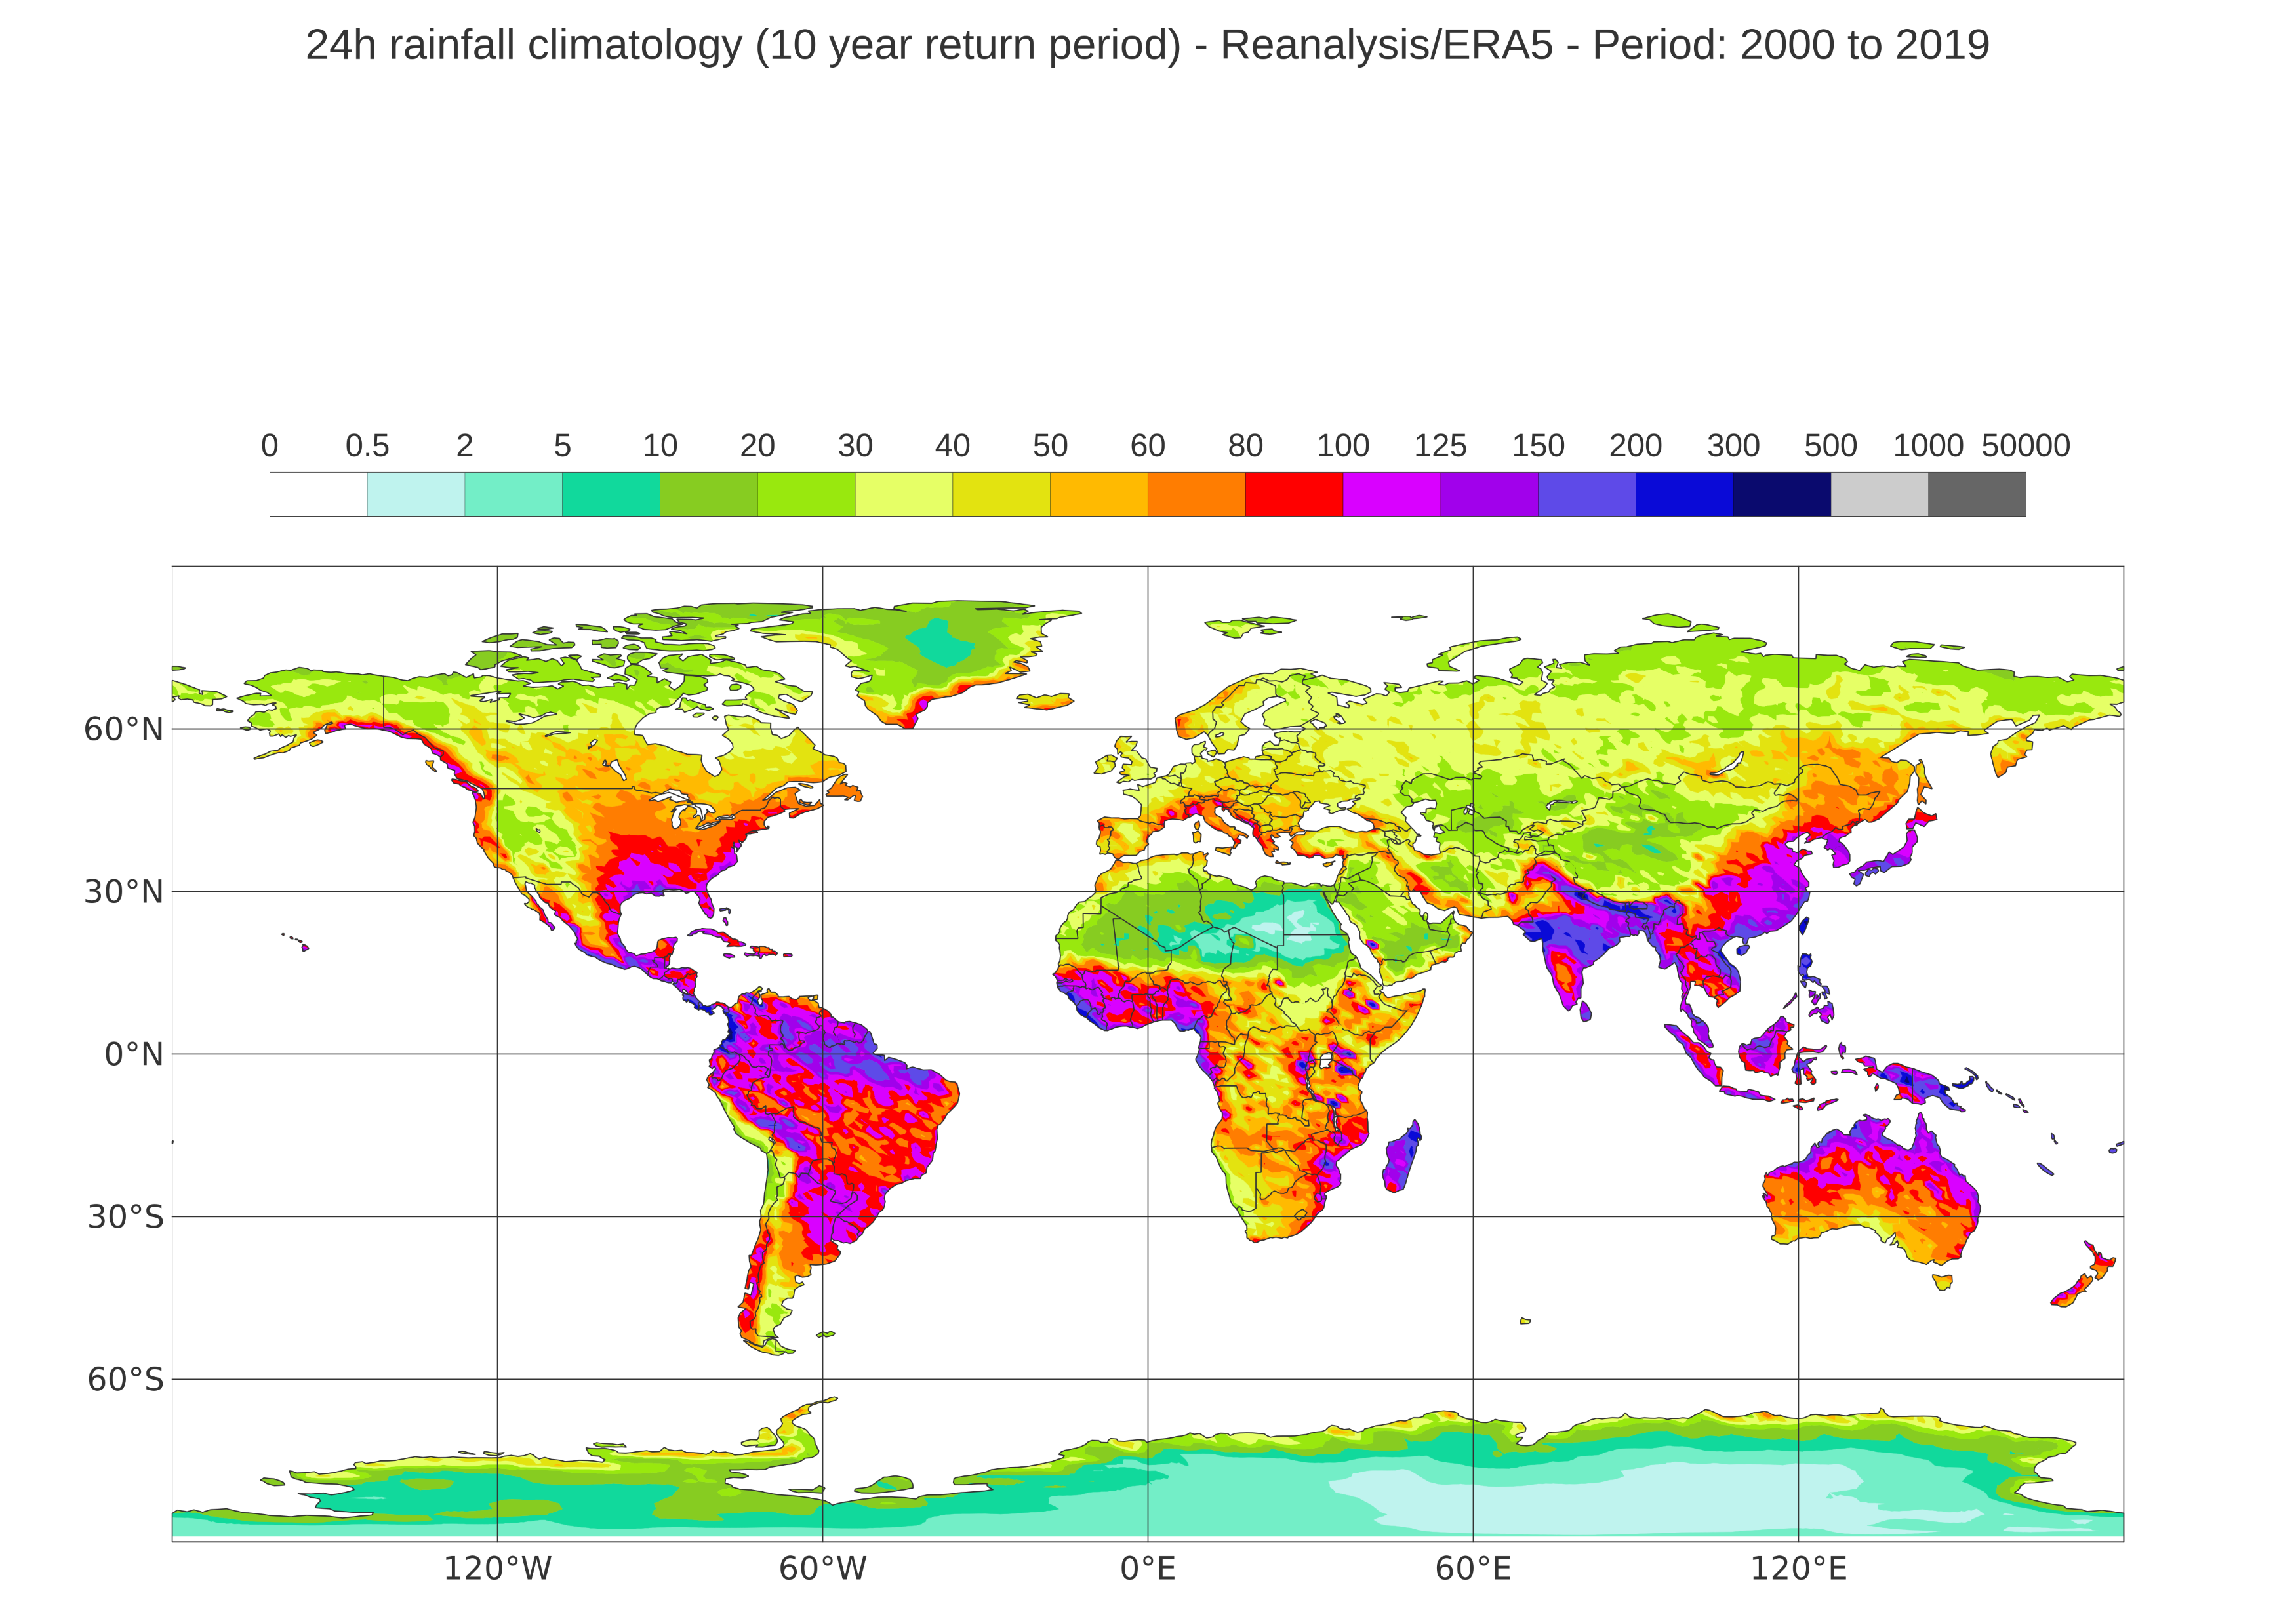 24h rainfall climatology (10 year return period) - Reanalysis/ERA5 - Period: 2000 to 2019
0 0.5 2 5 10 20 30 40 50 60 80 100 125 150 200 300 500 1000 50000
60°N
30°N
0°N
30°S
60°S
120°W 60°W 0°E 60°E 120°E